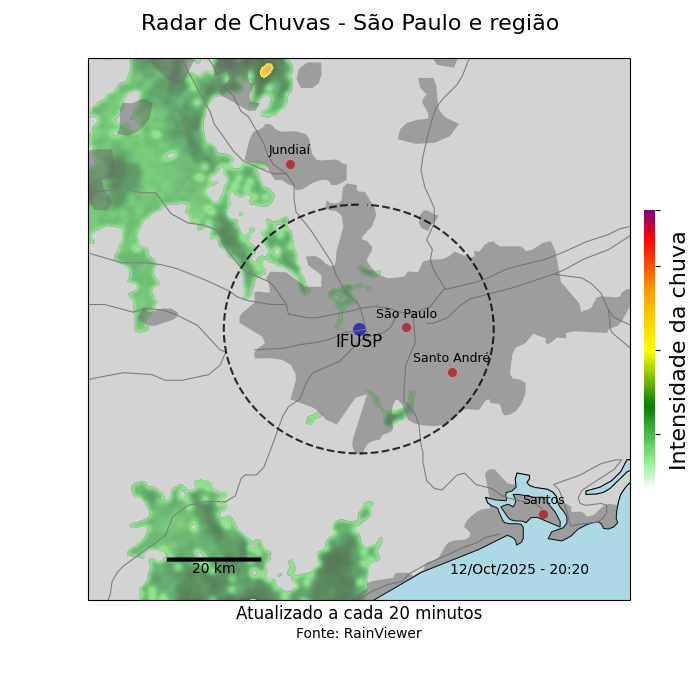 Radar de Chuvas - São Paulo e região
Jundiaí
São Paulo
IFUSP
Santo André
Santos
20 km
12/Oct/2025 - 20:20
Intensidade da chuva
Atualizado a cada 20 minutos
Fonte: RainViewer